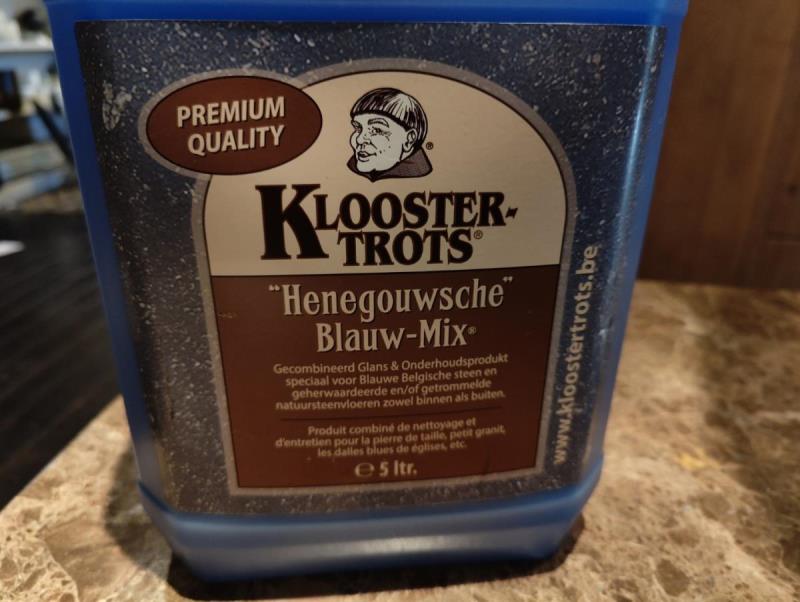 PREMIUM
QUALITY
®
KLOOSTER-
TROTS®
"Henegouwsche"
Blauw-Mix®
Gecombineerd Glans & Onderhoudsprodukt
speciaal voor Blauwe Belgische steen en
geherwaardeerde en/of getrommelde
natuursteenvloeren zowel binnen als buiten.
Produit combiné de nettoyage et
d'entretien pour la pierre de taille, petit granit,
les dalles blues de églises, etc.
℮ 5 ltr.
www.kloostertrots.be